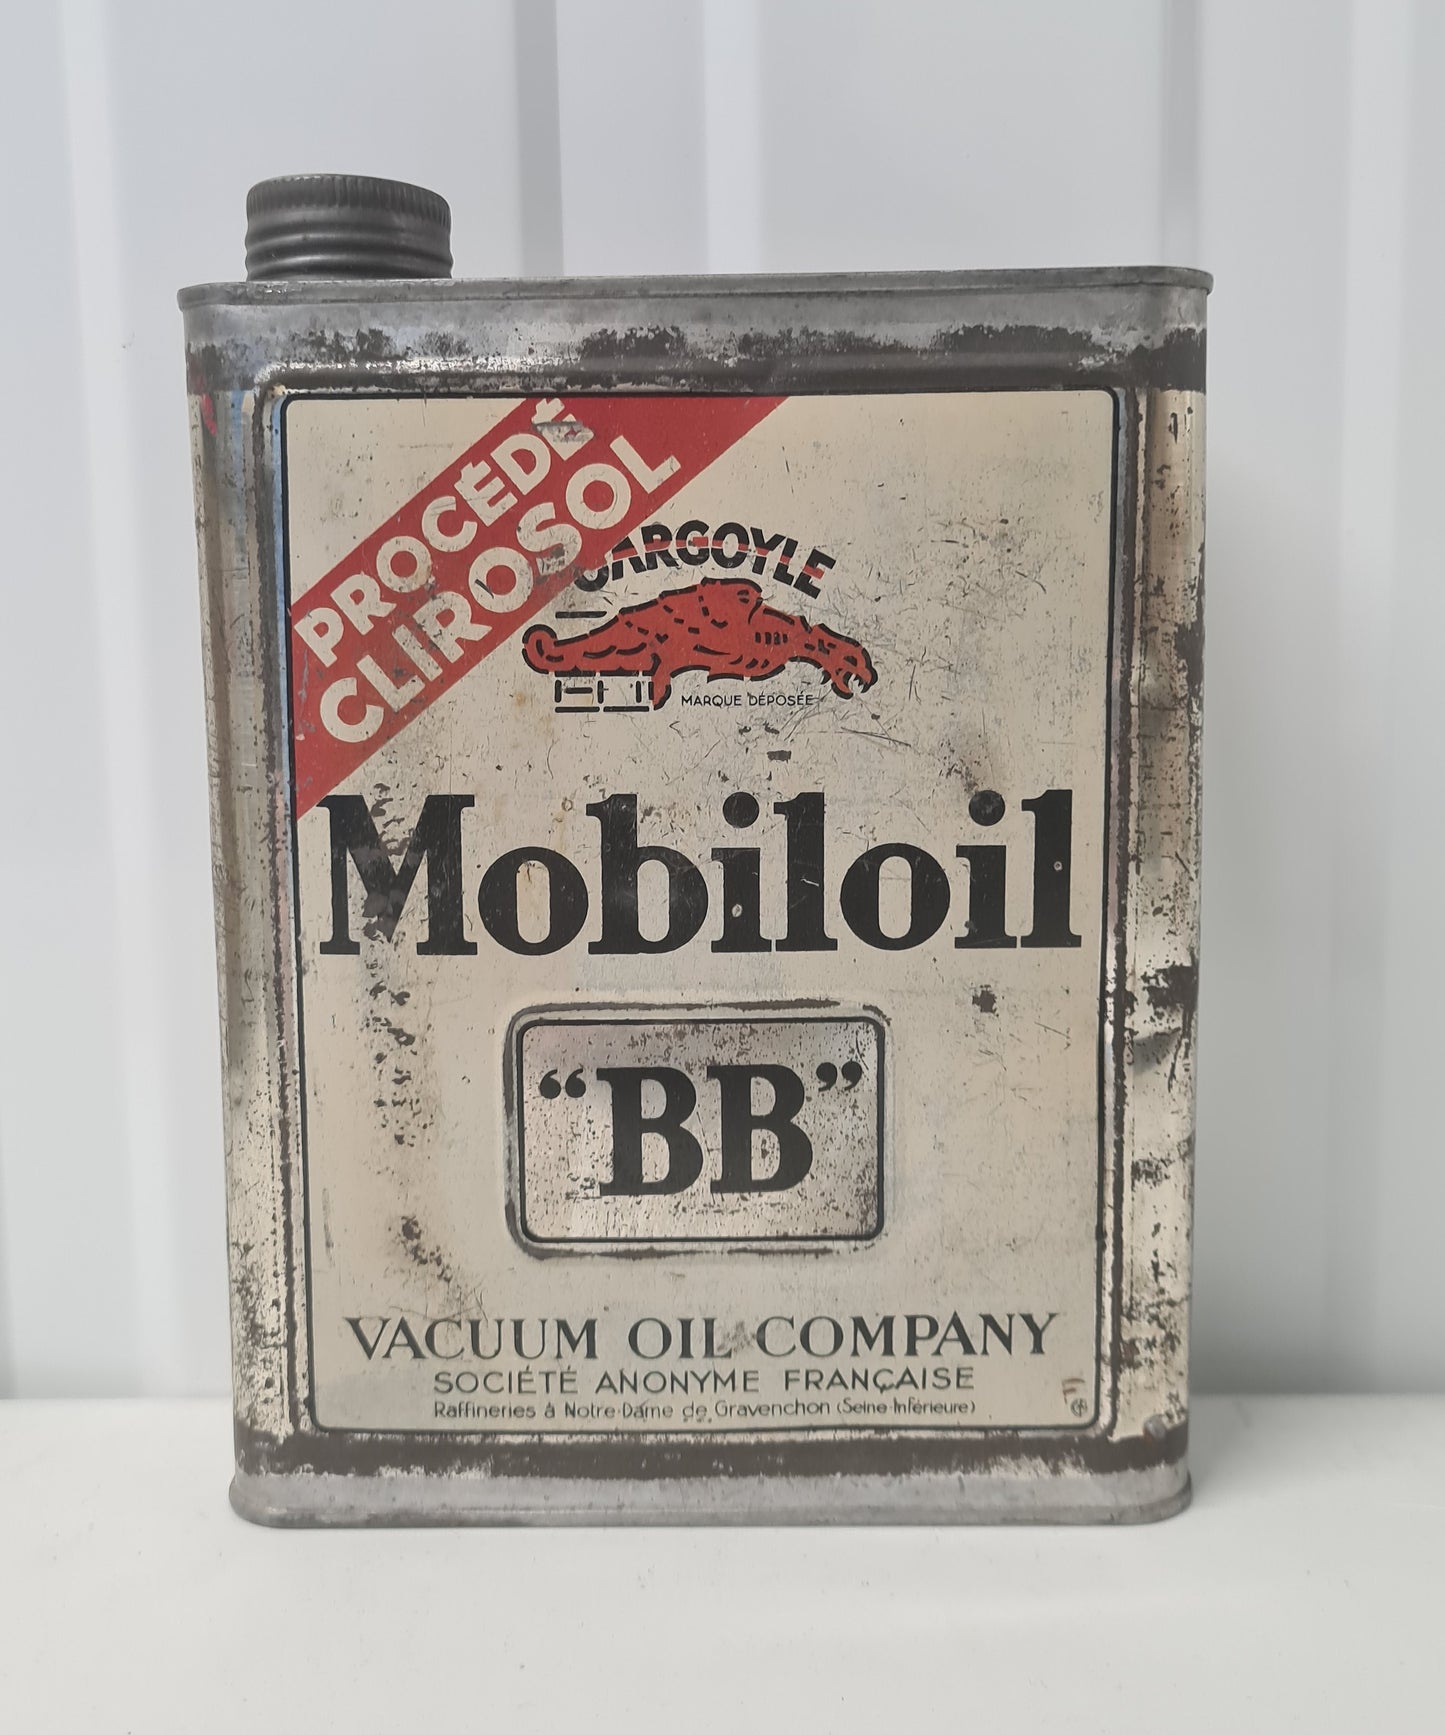 PROCÉDÉ
CLIROSOL
GARGOYLE
MARQUE DÉPOSÉE
Mobiloil
“BB”
VACUUM OIL COMPANY
SOCIÉTÉ ANONYME FRANÇAISE
Raffineries à Notre-Dame de Gravenchon (Seine-Inférieure)